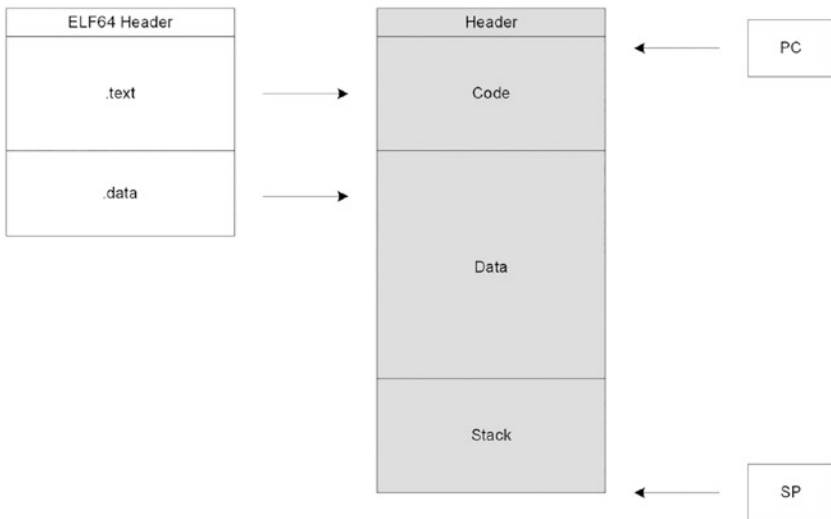 ELF64 Header
.text
.data
Header
Code
Data
Stack
PC
SP